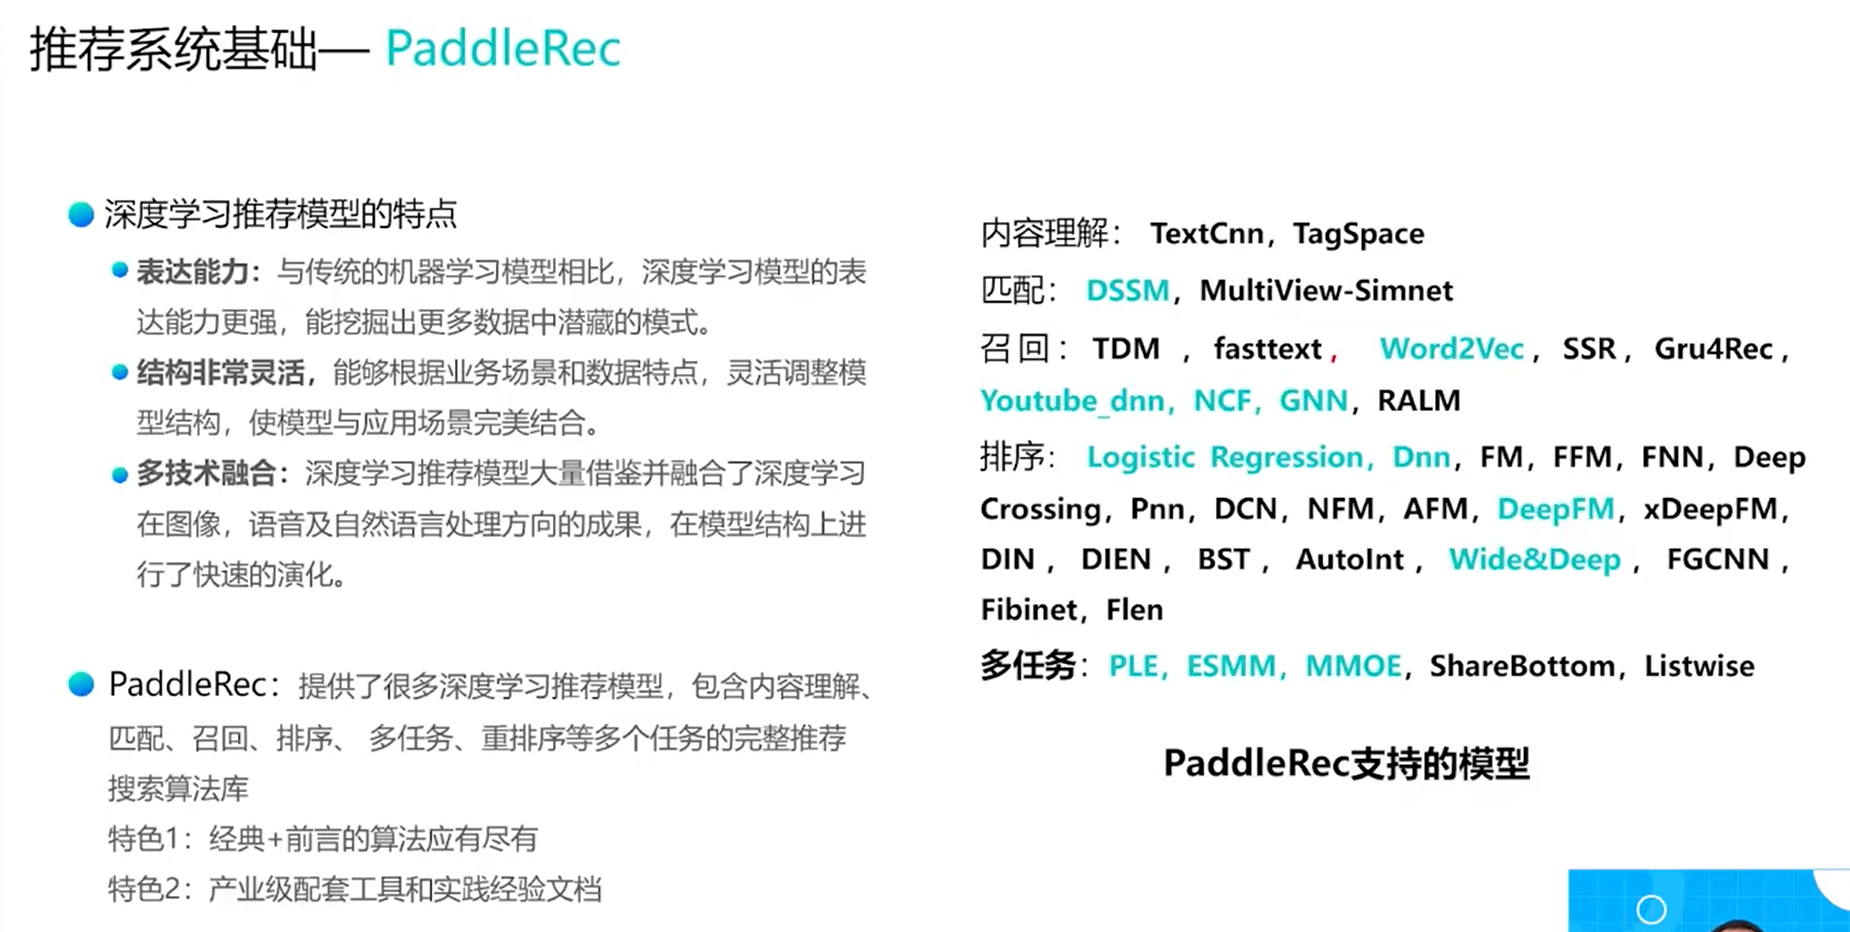 推荐系统基础— PaddleRec
深度学习推荐模型的特点
表达能力：与传统的机器学习模型相比，深度学习模型的表
达能力更强，能挖掘出更多数据中潜藏的模式。
结构非常灵活，能够根据业务场景和数据特点，灵活调整模
型结构，使模型与应用场景完美结合。
多技术融合：深度学习推荐模型大量借鉴并融合了深度学习
在图像，语音及自然语言处理方向的成果，在模型结构上进
行了快速的演化。
PaddleRec：提供了很多深度学习推荐模型，包含内容理解、
匹配、召回、排序、 多任务、重排序等多个任务的完整推荐
搜索算法库
特色1：经典+前言的算法应有尽有
特色2：产业级配套工具和实践经验文档
内容理解： TextCnn，TagSpace
匹配： DSSM，MultiView-Simnet
召回： TDM ， fasttext， Word2Vec，SSR，Gru4Rec，
Youtube_dnn，NCF，GNN，RALM
排序： Logistic Regression，Dnn，FM，FFM，FNN，Deep
Crossing，Pnn，DCN，NFM，AFM，DeepFM，xDeepFM，
DIN ， DIEN ， BST ， AutoInt ， Wide&Deep ， FGCNN ，
Fibinet，Flen
多任务：PLE，ESMM，MMOE，ShareBottom，Listwise
PaddleRec支持的模型